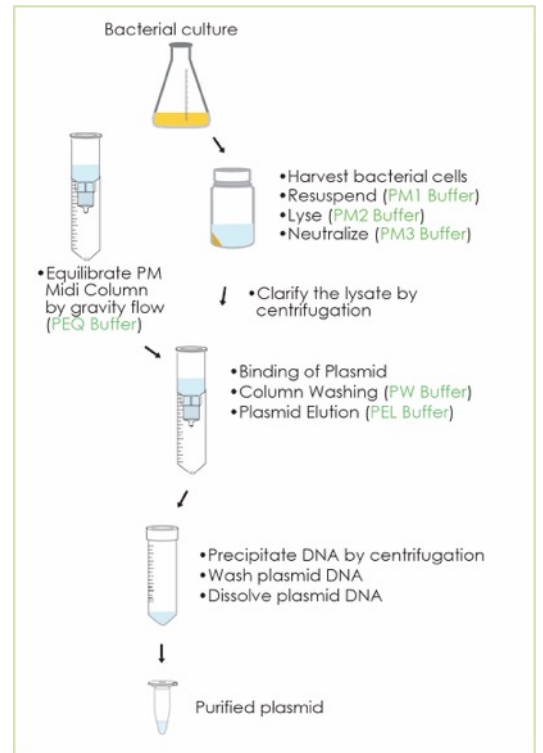 Bacterial culture
•Harvest bacterial cells
•Resuspend (PM1 Buffer)
•Lyse (PM2 Buffer)
•Neutralize (PM3 Buffer)
•Equilibrate PM
Midi Column
by gravity flow
(PEQ Buffer)
•Clarify the lysate by
centrifugation
•Binding of Plasmid
•Column Washing (PW Buffer)
•Plasmid Elution (PEL Buffer)
•Precipitate DNA by centrifugation
•Wash plasmid DNA
•Dissolve plasmid DNA
Purified plasmid